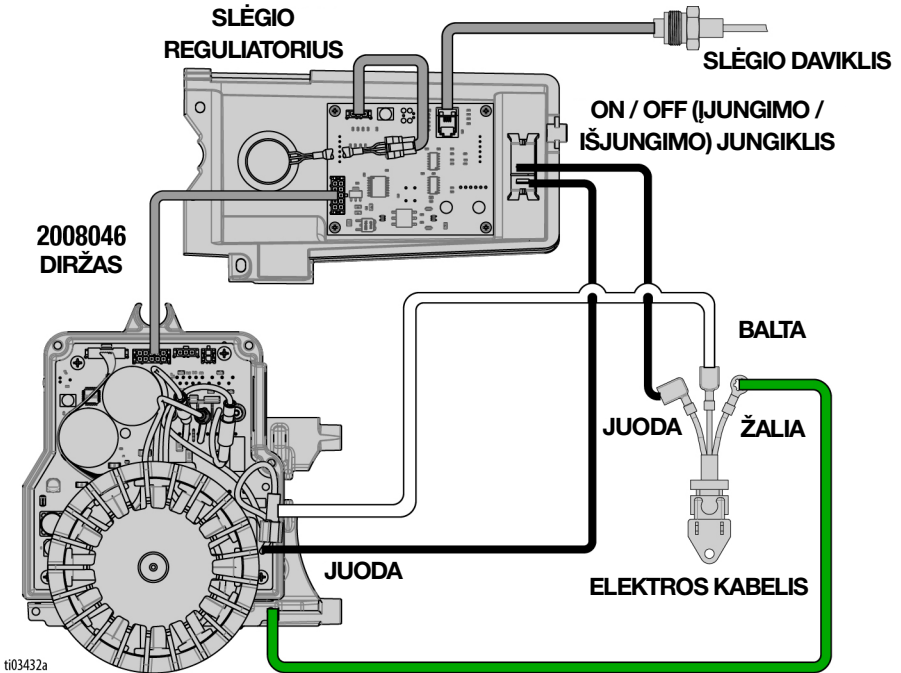 SLĖGIO
REGULIATORIUS
SLĖGIO DAVIKLIS
ON / OFF (ĮJUNGIMO /
IŠJUNGIMO) JUNGIKLIS
2008046
DIRŽAS
BALTA
JUODA
ŽALIA
JUODA
ELEKTROS KABELIS
ti03432a